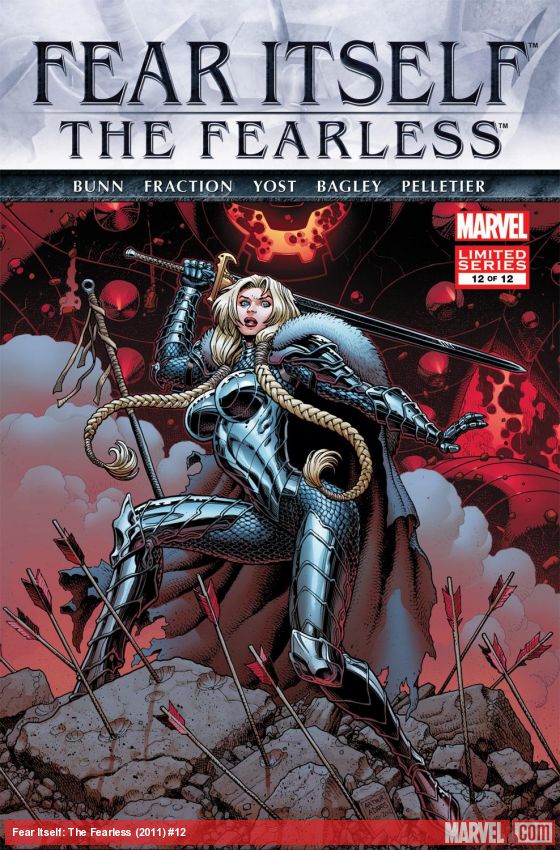 FEAR ITSELF™
THE FEARLESS™
BUNN FRACTION YOST BAGLEY PELLETIER
MARVEL
LIMITED
SERIES
12 OF 12
Fear Itself: The Fearless (2011) #12
MARVEL.com